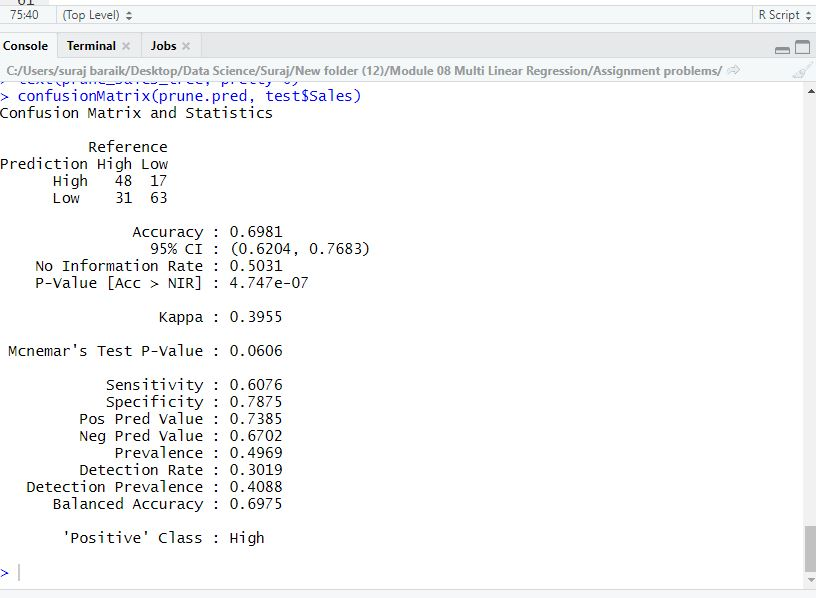 75:40 (Top Level) R Script
Console Terminal Jobs
C:/Users/suraj baraik/Desktop/Data Science/Suraj/New folder (12)/Module 08 Multi Linear Regression/Assignment problems/
> confusionMatrix(prune.pred, test$Sales)
Confusion Matrix and Statistics
Reference
Prediction High Low
High 48 17
Low 31 63
Accuracy : 0.6981
95% CI : (0.6204, 0.7683)
No Information Rate : 0.5031
P-Value [Acc > NIR] : 4.747e-07
Kappa : 0.3955
Mcnemar's Test P-Value : 0.0606
Sensitivity : 0.6076
Specificity : 0.7875
Pos Pred Value : 0.7385
Neg Pred Value : 0.6702
Prevalence : 0.4969
Detection Rate : 0.3019
Detection Prevalence : 0.4088
Balanced Accuracy : 0.6975
'Positive' Class : High
>